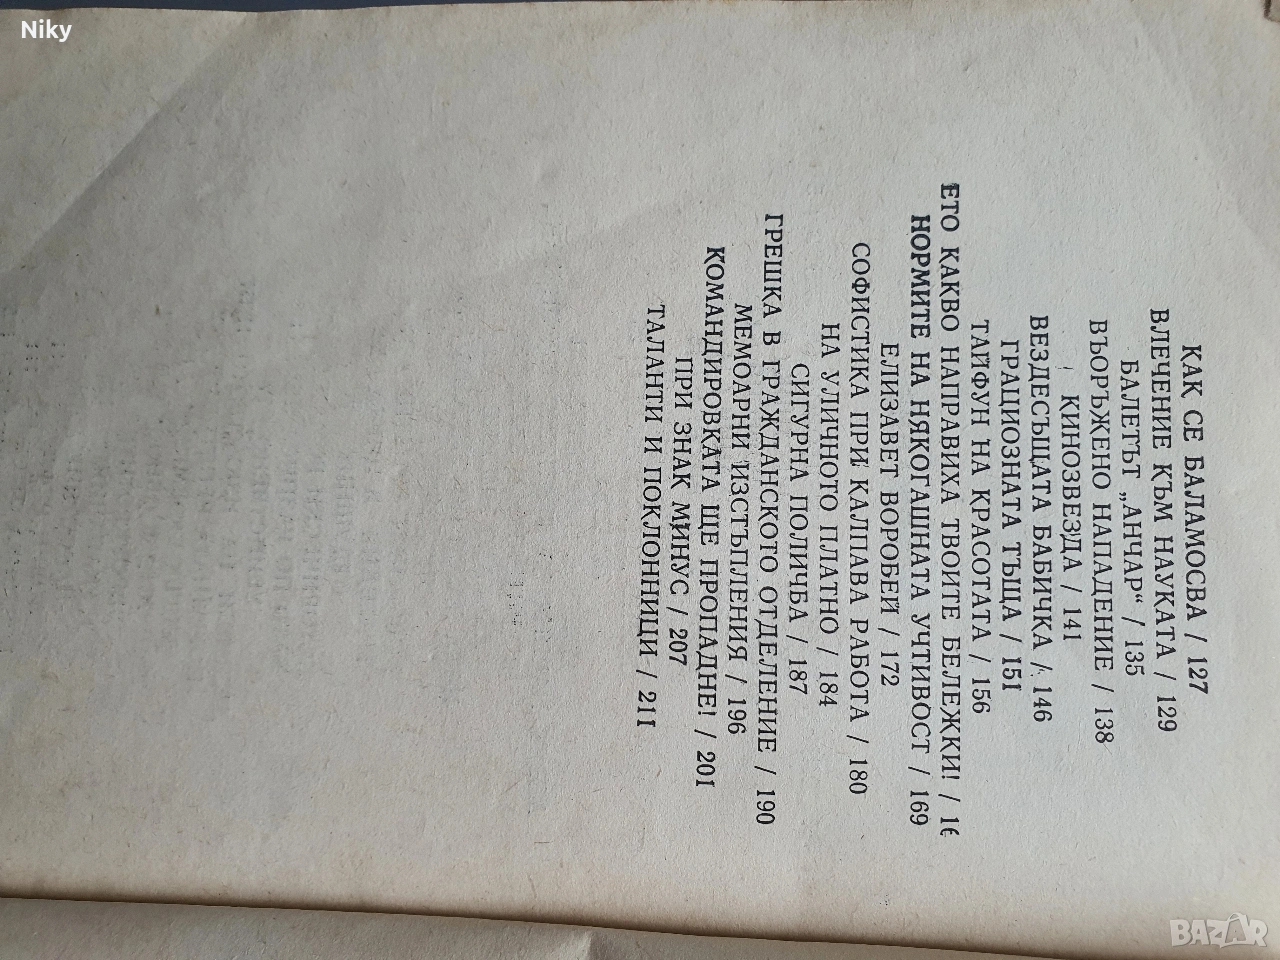 Niky
КАК СЕ БАЛАМОСВА / 127
ВЛЕЧЕНИЕ КЪМ НАУКАТА / 129
БАЛЕТЪТ „АНЧАР“ / 135
ВЪОРЪЖЕНО НАПАДЕНИЕ / 138
КИНОЗВЕЗДА / 141
ВЕЗДЕСЪЩАТА БАБИЧКА / 146
ГРАЦИОЗНАТА ТЪЩА / 151
ТАЙФУН НА КРАСОТАТА / 156
ЕТО КАКВО НАПРАВИХА ТВОИТЕ БЕЛЕЖКИ! /
НОРМИТЕ НА НЯКОГАШНАТА УЧТИВОСТ / 169
ЕЛИЗАВЕТ ВОРОБЕЙ / 172
СОФИСТИКА ПРИ КАЛПАВА РАБОТА / 180
НА УЛИЧНОТО ПЛАТНО / 184
СИГУРНА ПОЛИЧБА / 187
ГРЕШКА В ГРАЖДАНСКОТО ОТДЕЛЕНИЕ / 190
МЕМОАРНИ ИЗСТЪПЛЕНИЯ / 196
КОМАНДИРОВКАТА ЩЕ ПРОПАДНЕ! / 201
ПРИ ЗНАК МИНУС / 207
ТАЛАНТИ И ПОКЛОННИЦИ / 211
BAZAR